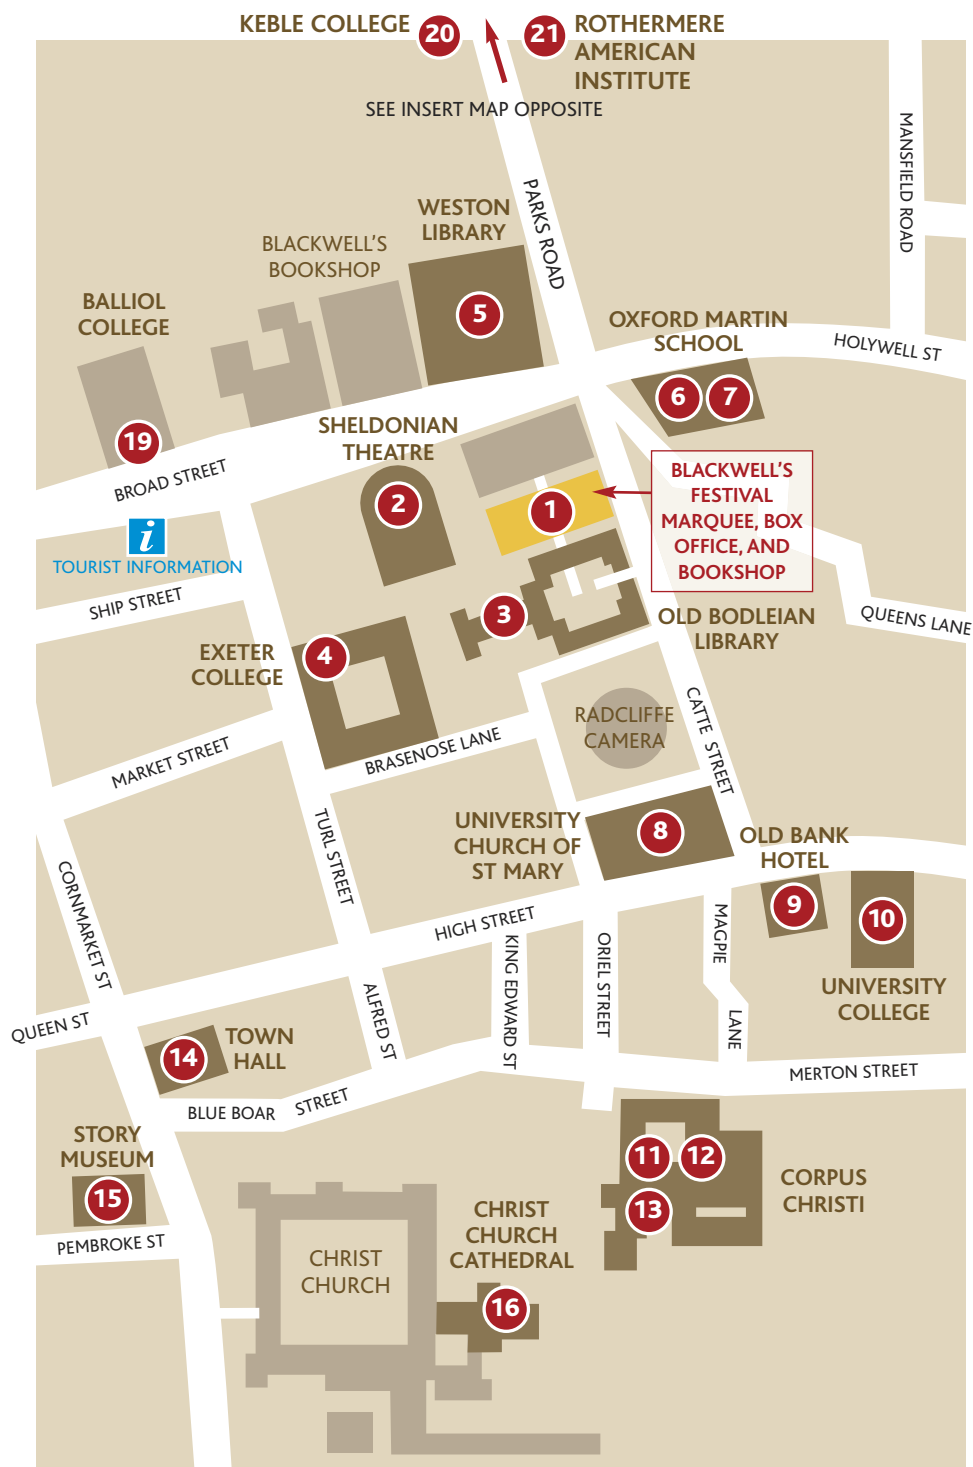 KEBLE COLLEGE
20
21
ROTHERMERE
AMERICAN
INSTITUTE
SEE INSERT MAP OPPOSITE
MANSFIELD ROAD
PARKS ROAD
WESTON
LIBRARY
5
BLACKWELL'S
BOOKSHOP
BALLIOL
COLLEGE
19
OXFORD MARTIN
SCHOOL
6
7
HOLYWELL ST
BROAD STREET
SHELDONIAN
THEATRE
2
1
BLACKWELL'S
FESTIVAL
MARQUEE, BOX
OFFICE, AND
BOOKSHOP
i
TOURIST INFORMATION
SHIP STREET
3
OLD BODLEIAN
LIBRARY
QUEENS LANE
EXETER
COLLEGE
4
RADCLIFFE
CAMERA
CATTE STREET
MARKET STREET
BRASENOSE LANE
TURL STREET
UNIVERSITY
CHURCH OF
ST MARY
8
OLD BANK
HOTEL
9
10
UNIVERSITY
COLLEGE
CORNMARKET ST
HIGH STREET
KING EDWARD ST
ORIEL STREET
MAGPIE
LANE
QUEEN ST
ALFRED ST
TOWN
HALL
14
MERTON STREET
BLUE BOAR STREET
STORY
MUSEUM
15
PEMBROKE ST
11
12
13
CORPUS
CHRISTI
CHRIST
CHURCH
CHRIST
CHURCH
CATHEDRAL
16